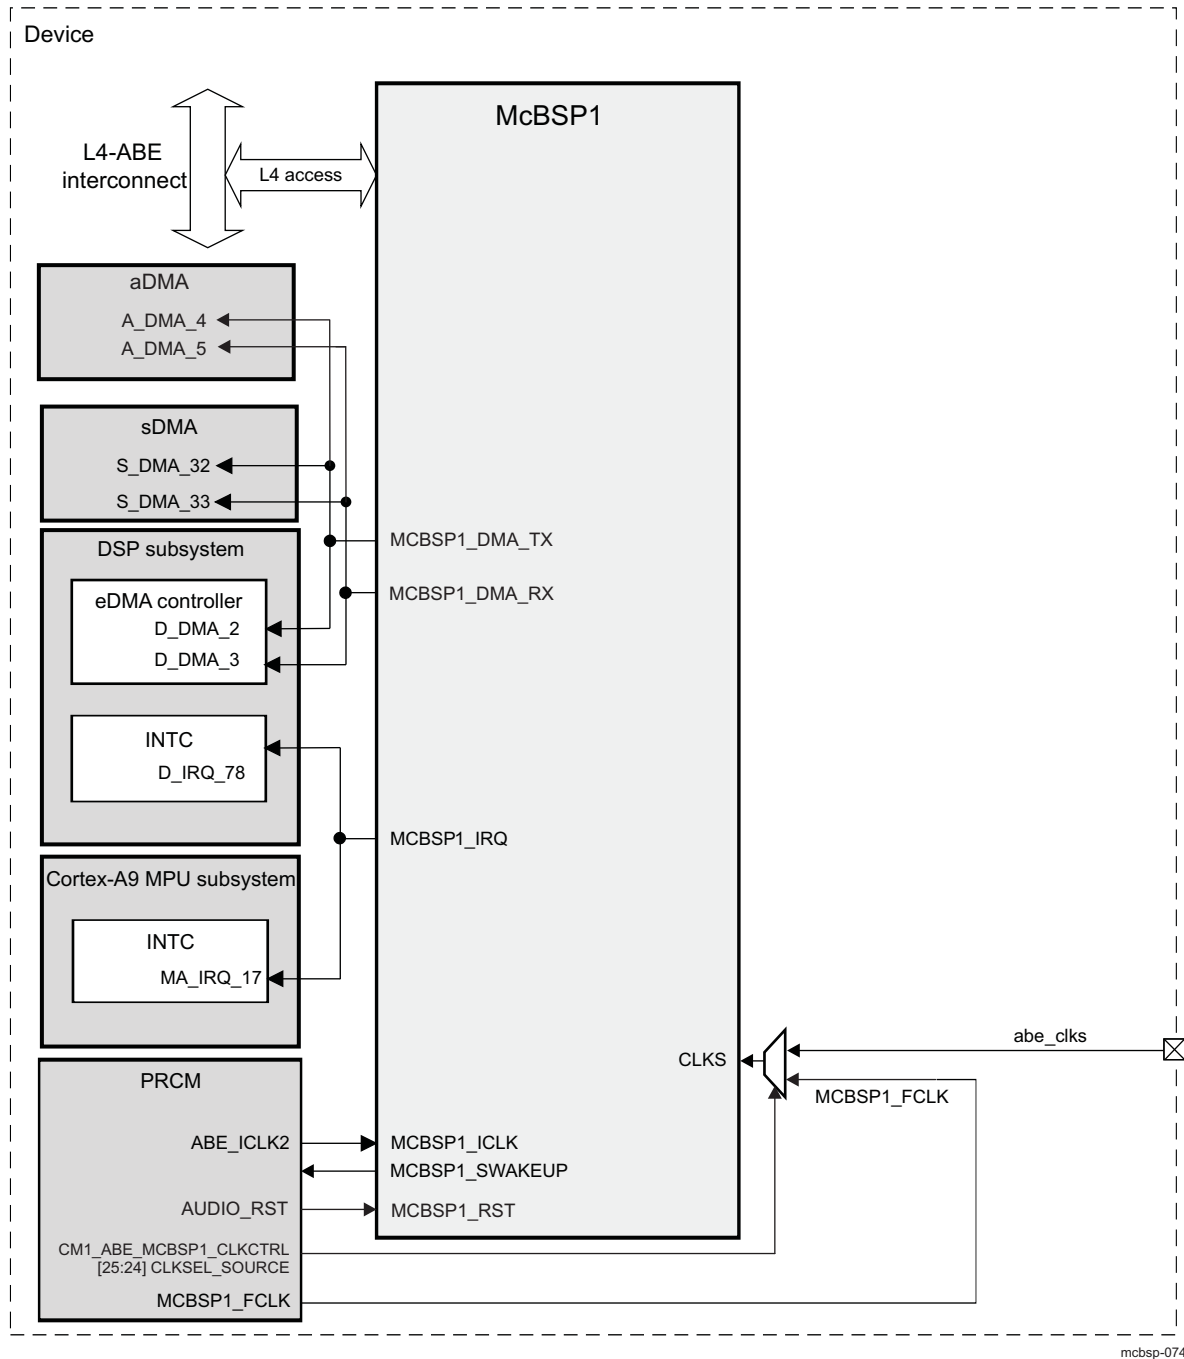 Device
McBSP1
L4-ABE
interconnect
L4 access
aDMA
A_DMA_4
A_DMA_5
sDMA
S_DMA_32
S_DMA_33
DSP subsystem
eDMA controller
D_DMA_2
D_DMA_3
INTC
D_IRQ_78
MCBSP1_DMA_TX
MCBSP1_DMA_RX
MCBSP1_IRQ
Cortex-A9 MPU subsystem
INTC
MA_IRQ_17
CLKS
abe_clks
MCBSP1_FCLK
PRCM
ABE_ICLK2
MCBSP1_ICLK
MCBSP1_SWAKEUP
AUDIO_RST
MCBSP1_RST
CM1_ABE_MCBSP1_CLKCTRL
[25:24] CLKSEL_SOURCE
MCBSP1_FCLK
mcbsp-074